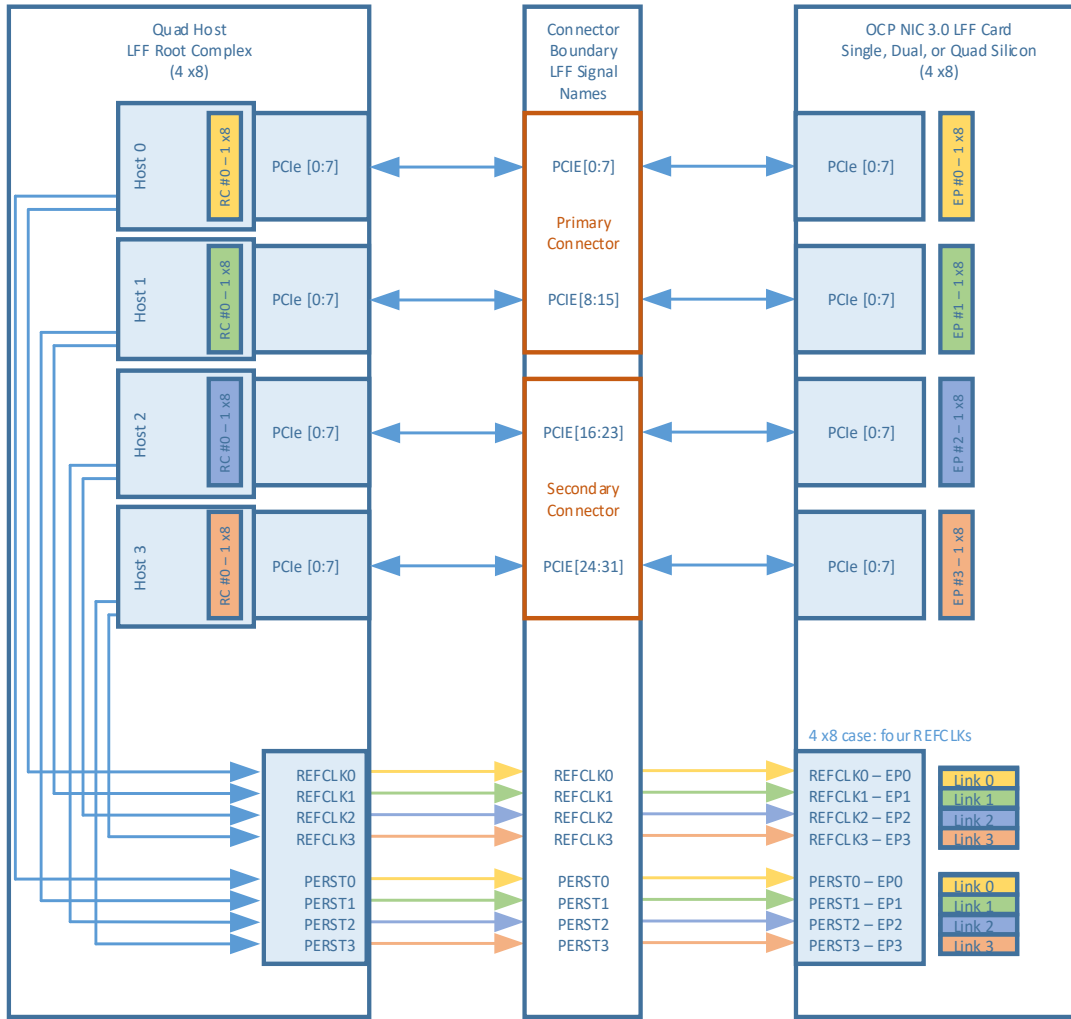 Quad Host
LFF Root Complex
(4 x8)
Connector
Boundary
LFF Signal
Names
OCP NIC 3.0 LFF Card
Single, Dual, or Quad Silicon
(4 x8)
Host 0
RC #0 – 1 x8
PCIe [0:7]
PCIE[0:7]
PCIe [0:7]
EP #0 – 1 x8
Primary
Connector
Host 1
RC #0 – 1 x8
PCIe [0:7]
PCIE[8:15]
PCIe [0:7]
EP #1 – 1 x8
Host 2
RC #0 – 1 x8
PCIe [0:7]
PCIE[16:23]
PCIe [0:7]
EP #2 – 1 x8
Secondary
Connector
Host 3
RC #0 – 1 x8
PCIe [0:7]
PCIE[24:31]
PCIe [0:7]
EP #3 – 1 x8
4 x8 case: four REFCLKs
REFCLK0
REFCLK1
REFCLK2
REFCLK3
PERST0
PERST1
PERST2
PERST3
REFCLK0
REFCLK1
REFCLK2
REFCLK3
PERST0
PERST1
PERST2
PERST3
REFCLK0 – EP0
REFCLK1 – EP1
REFCLK2 – EP2
REFCLK3 – EP3
PERST0 – EP0
PERST1 – EP1
PERST2 – EP2
PERST3 – EP3
Link 0
Link 1
Link 2
Link 3
Link 0
Link 1
Link 2
Link 3